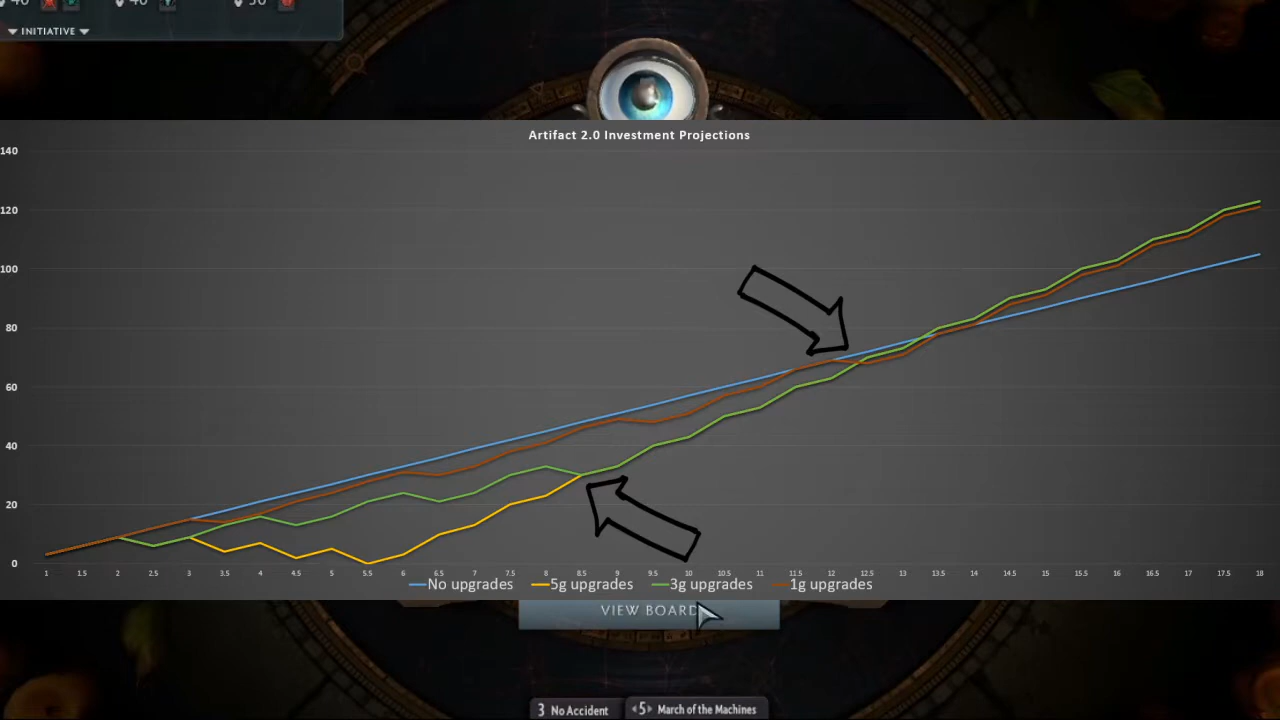 40 40 30
INITIATIVE
Artifact 2.0 Investment Projections
140
120
100
80
60
40
20
0
1 1.5 2 2.5 3 3.5 4 4.5 5 5.5 6 6.5 7 7.5 8 8.5 9 9.5 10 10.5 11 11.5 12 12.5 13 13.5 14 14.5 15 15.5 16 16.5 17 17.5 18
No upgrades 5g upgrades 3g upgrades 1g upgrades
VIEW BOARD
3 No Accident 5 March of the Machines